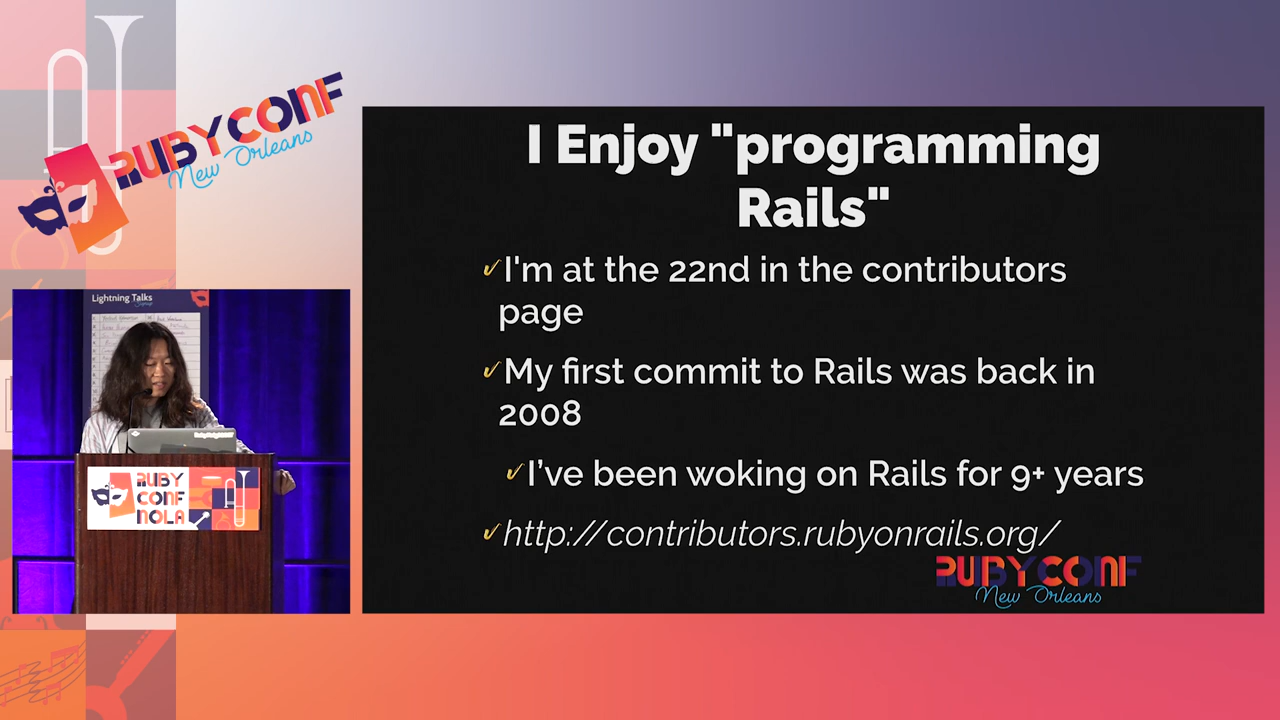 RUBYCONF
New Orleans
Lightning Talks
RUBY
CONF
NOLA
I Enjoy "programming
Rails"
✓I'm at the 22nd in the contributors
page
✓My first commit to Rails was back in
2008
✓I’ve been woking on Rails for 9+ years
✓http://contributors.rubyonrails.org/
RUBYCONF
New Orleans